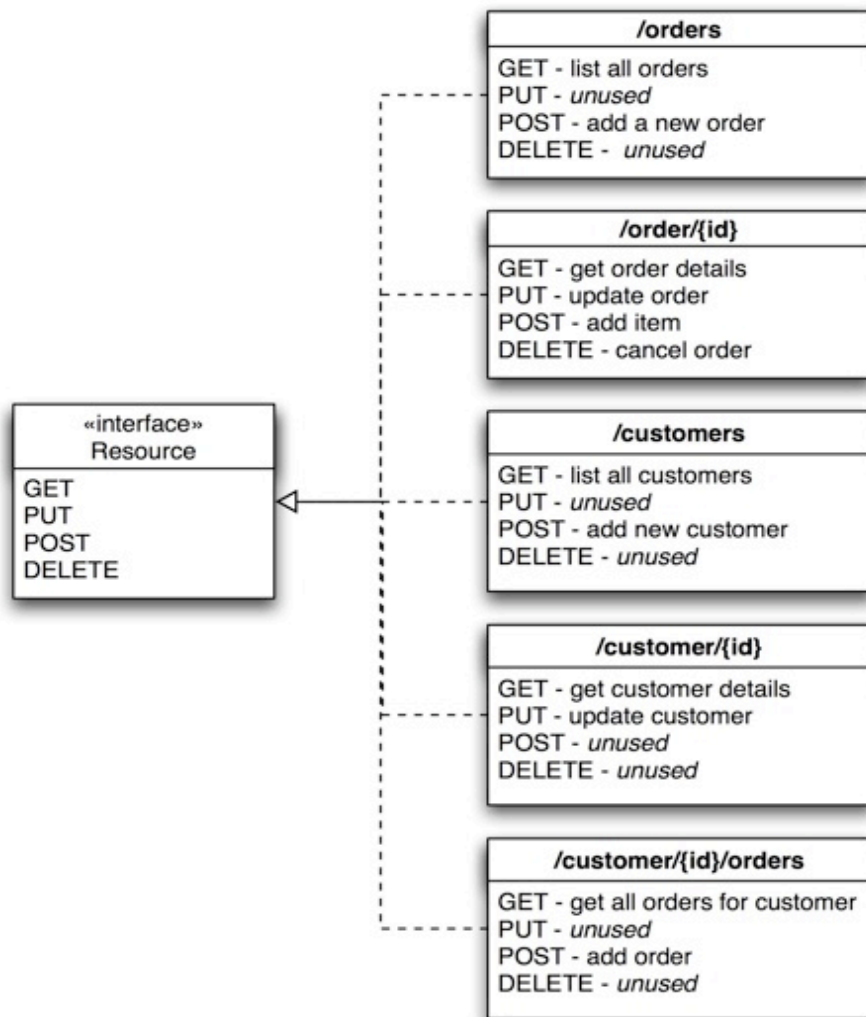 /orders
GET - list all orders
PUT - unused
POST - add a new order
DELETE - unused
/order/{id}
GET - get order details
PUT - update order
POST - add item
DELETE - cancel order
«interface»
Resource
GET
PUT
POST
DELETE
/customers
GET - list all customers
PUT - unused
POST - add new customer
DELETE - unused
/customer/{id}
GET - get customer details
PUT - update customer
POST - unused
DELETE - unused
/customer/{id}/orders
GET - get all orders for customer
PUT - unused
POST - add order
DELETE - unused